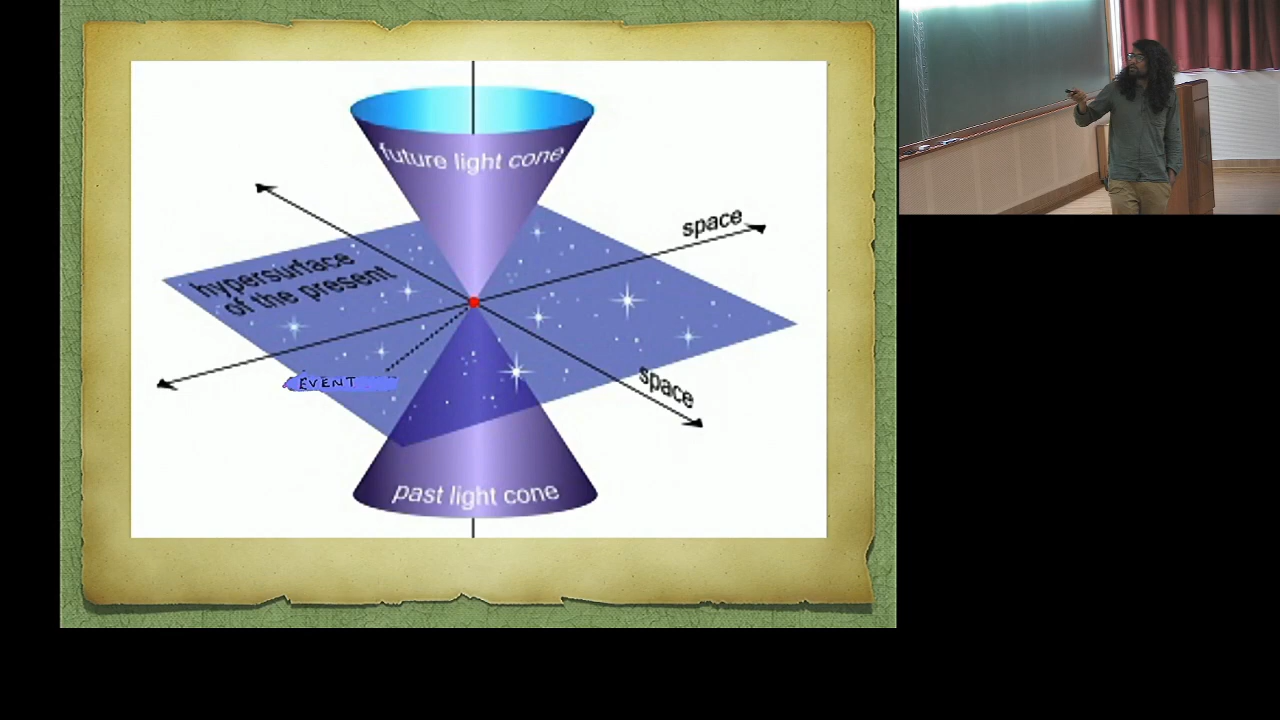 future light cone
space
hypersurface
of the present
EVENT
space
past light cone